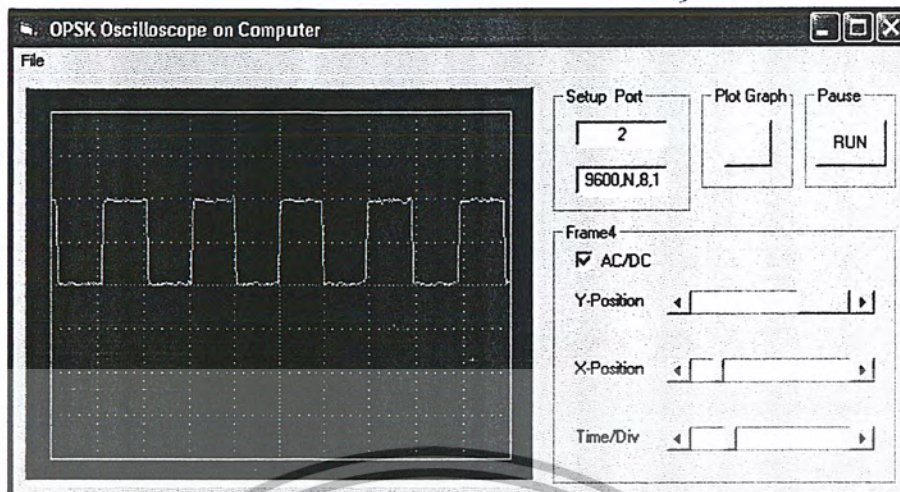 OPSK Oscilloscope on Computer
File
Setup Port
2
9600,N,8,1
Plot Graph
Pause
RUN
Frame4
AC/DC
Y-Position
X-Position
Time/Div